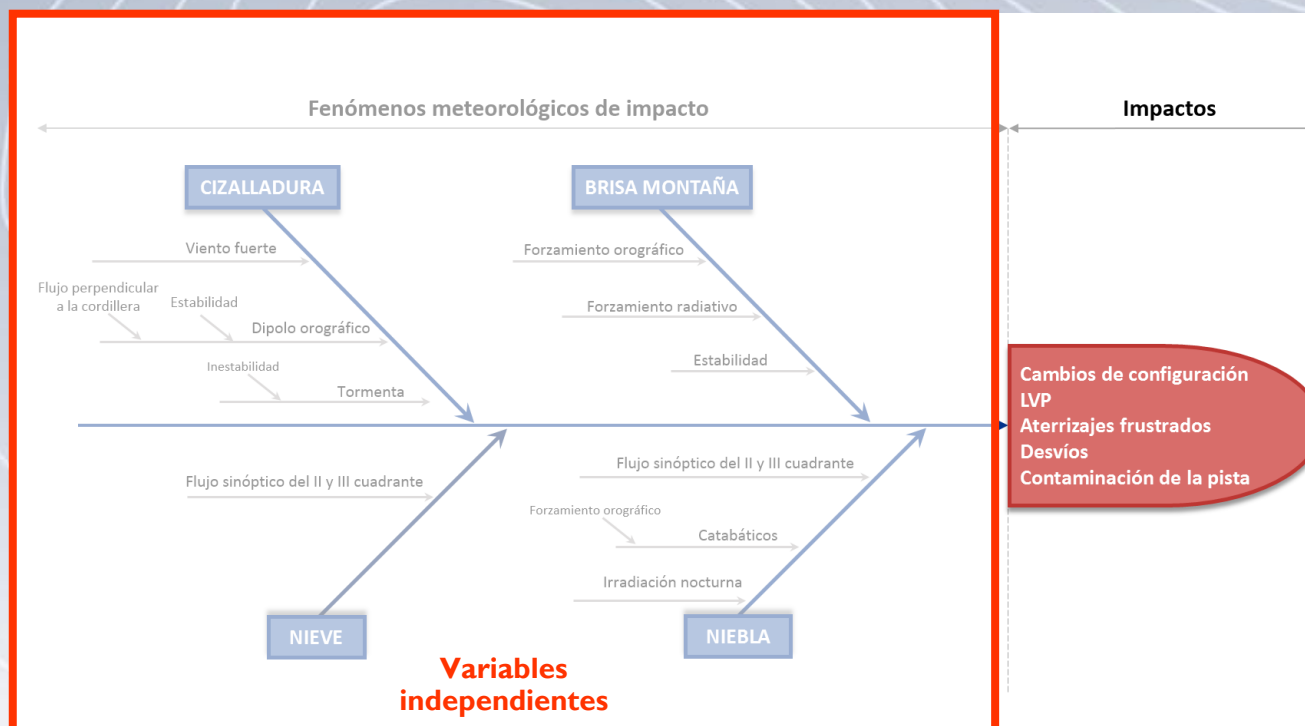 Fenómenos meteorológicos de impacto
Impactos
CIZALLADURA
BRISA MONTAÑA
Viento fuerte
Forzamiento orográfico
Flujo perpendicular
a la cordillera
Estabilidad
Dipolo orográfico
Forzamiento radiativo
Inestabilidad
Tormenta
Estabilidad
Cambios de configuración
LVP
Aterrizajes frustrados
Desvíos
Contaminación de la pista
Flujo sinóptico del II y III cuadrante
Flujo sinóptico del II y III cuadrante
Forzamiento orográfico
Catabáticos
Irradiación nocturna
NIEVE
NIEBLA
Variables
independientes